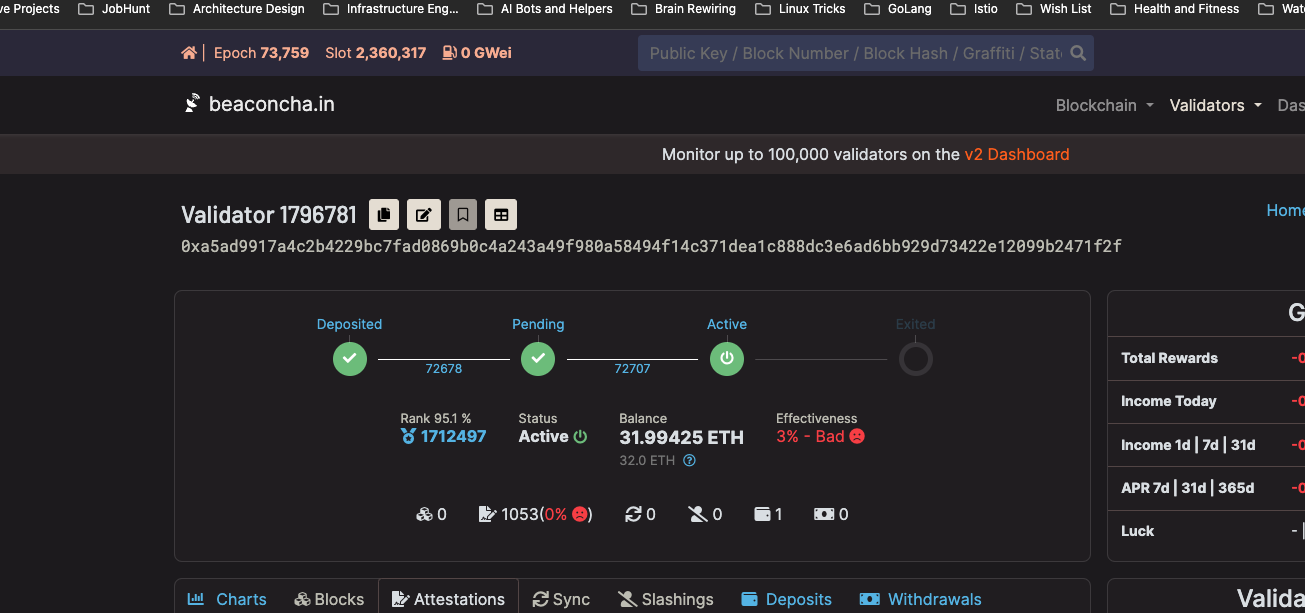 ve Projects JobHunt Architecture Design Infrastructure Eng... AI Bots and Helpers Brain Rewiring Linux Tricks GoLang Istio Wish List Health and Fitness Wat
Epoch 73,759 Slot 2,360,317 0 GWei Public Key / Block Number / Block Hash / Graffiti / Stat
beaconcha.in Blockchain Validators Das
Monitor up to 100,000 validators on the v2 Dashboard
Validator 1796781 Home
0xa5ad9917a4c2b4229bc7fad0869b0c4a243a49f980a58494f14c371dea1c888dc3e6ad6bb929d73422e12099b2471f2f
Deposited Pending Active Exited
72678 72707
Rank 95.1 % Status Balance Effectiveness
1712497 Active 31.99425 ETH 3% - Bad
32.0 ETH
0 1053(0% ) 0 0 1 0
G
Total Rewards -0
Income Today -0
Income 1d | 7d | 31d -0
APR 7d | 31d | 365d -0
Luck - |
Charts Blocks Attestations Sync Slashings Deposits Withdrawals
Valida